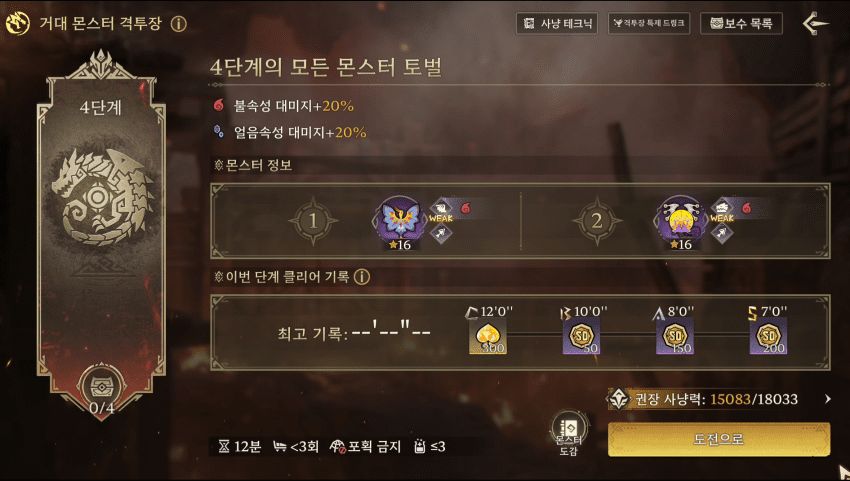 거대 몬스터 격투장
사냥 테크닉
격투장 특제 드링크
보수 목록
4단계
0/4
4단계의 모든 몬스터 토벌
불속성 대미지+20%
얼음속성 대미지+20%
몬스터 정보
1
WEAK
★16
2
WEAK
★16
이번 단계 클리어 기록
최고 기록:--'--"--
C 12'0"
300
B 10'0"
SD
50
A 8'0"
SD
150
S 7'0"
SD
200
권장 사냥력: 15083/18033
12분
<3회
포획 금지
≤3
몬스터
도감
도전으로